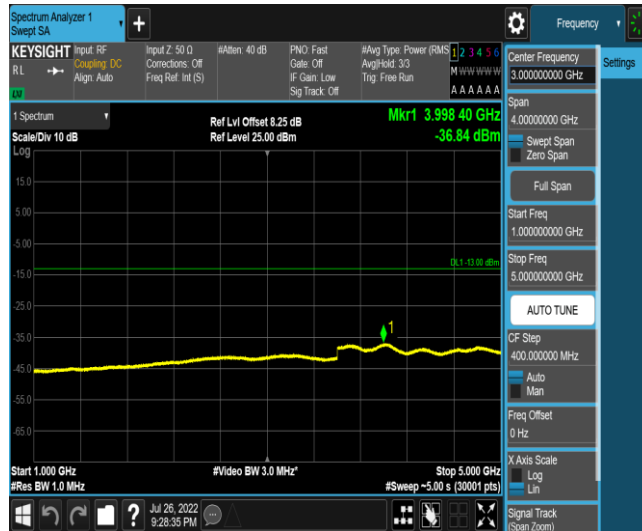 Spectrum Analyzer 1
Swept SA
Frequency
KEYSIGHT
RL
Input: RF
Coupling: DC
Align: Auto
Input Z: 50 Ω
Corrections: Off
Freq Ref: Int (S)
#Atten: 40 dB
PNO: Fast
Gate: Off
IF Gain: Low
Sig Track: Off
#Avg Type: Power (RMS
Avg|Hold: 3/3
Trig: Free Run
1 2 3 4 5 6
M W W W W W
A A A A A A
LXI
1 Spectrum
Scale/Div 10 dB
Log
Ref Lvl Offset 8.25 dB
Ref Level 25.00 dBm
Mkr1 3.998 40 GHz
-36.84 dBm
15.0
5.00
-5.00
-15.0
-25.0
-35.0
-45.0
-55.0
-65.0
DL1 -13.00 dBm
1
Start 1.000 GHz
#Res BW 1.0 MHz
#Video BW 3.0 MHz*
Stop 5.000 GHz
#Sweep ~5.00 s (30001 pts)
Jul 26, 2022
9:28:35 PM
Center Frequency
3.000000000 GHz
Settings
Span
4.00000000 GHz
Swept Span
Zero Span
Full Span
Start Freq
1.000000000 GHz
Stop Freq
5.000000000 GHz
AUTO TUNE
CF Step
400.000000 MHz
Auto
Man
Freq Offset
0 Hz
X Axis Scale
Log
Lin
Signal Track
(Span Zoom)